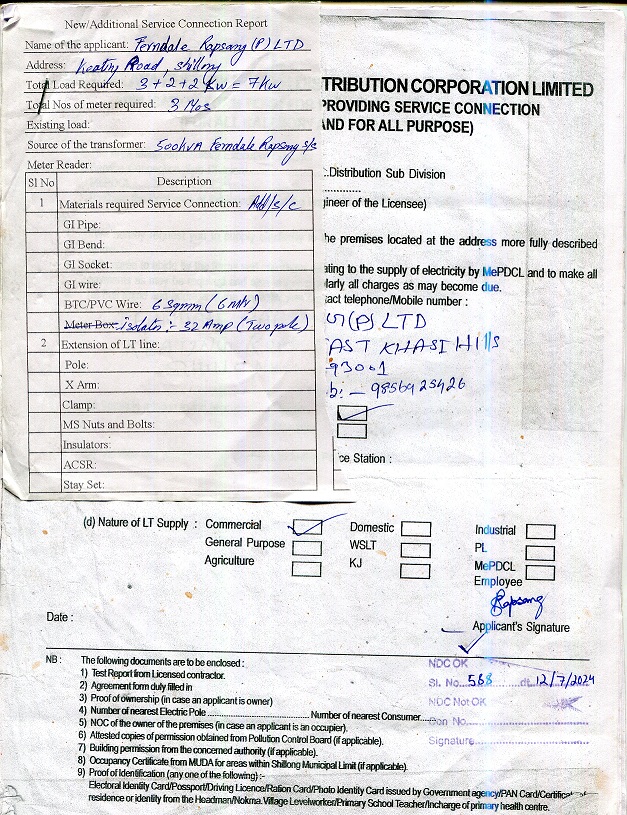 New/Additional Service Connection Report
Name of the applicant: Ferndale Rapsang (P) LTD
Address: Keating Road, Shillong
Total Load Required: 3+2+2 KW = 7 KW
Total Nos of meter required: 3 Nos
Existing load:
Source of the transformer: 500KVA Ferndale Rapsang S/S
Meter Reader:
Sl No Description
1 Materials required Service Connection: Add/s/c
GI Pipe:
GI Bend:
GI Socket:
GI wire:
BTC/PVC Wire: 6 Sqmm (
Meter Box: isolator :- 32 Amp (Two pole)
2 Extension of LT line:
Pole:
X Arm:
Clamp:
MS Nuts and Bolts:
Insulators:
ACSR:
Stay Set:
TRIBUTION CORPORATION LIMITED
PROVIDING SERVICE CONNECTION
AND FOR ALL PURPOSE)
Distribution Sub Division
gineer of the Licensee)
he premises located at the address more fully described
ating to the supply of electricity by MePDCL and to make all
larly all charges as may become due.
act telephone/Mobile number :
(P) LTD
AST KHASI Hills
93001
b: - 9856925426
ce Station :
(d) Nature of LT Supply : Commercial Domestic Industrial
General Purpose WSLT PL
Agriculture KJ MePDCL
Employee
Rapsang
Date : Applicant's Signature
NB : The following documents are to be enclosed :
1) Test Report from Licensed contractor.
2) Agreement form duly filled in
3) Proof of ownership (in case an applicant is owner)
4) Number of nearest Electric Pole .......... Number of nearest Consumer
5) NOC of the owner of the premises (in case an applicant is an occupier).
6) Attested copies of permission obtained from Pollution Control Board (if applicable).
7) Building permission from the concerned authority (if applicable).
8) Occupancy Certificate from MUDA for areas within Shillong Municipal Limit (if applicable).
9) Proof of Identification (any one of the following) :-
Electoral Identity Card/Possport/Driving Licence/Ration Card/Photo Identity Card issued by Government agency/PAN Card/Certificate of
residence or identity from the Headman/Nokma.Village Levelworker/Primary School Teacher/Incharge of primary health centre.
NDC OK
Sl. No. 568 dt. 12/7/2024
NDC Not OK
Con No.
Signature